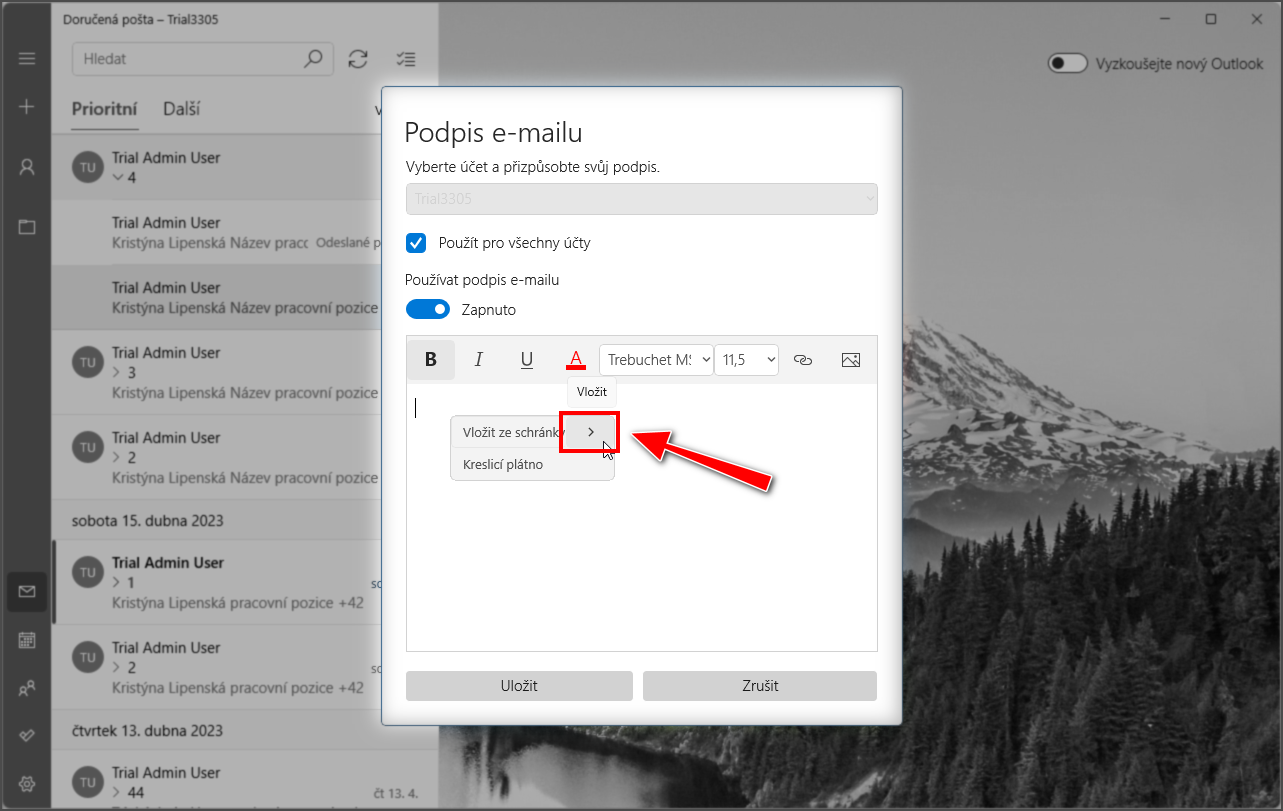 Doručená pošta – Trial3305
Hledat
Vyzkoušejte nový Outlook
Prioritní Další
TU
Trial Admin User
4
Trial Admin User
Kristýna Lipenská Název prac Odeslané p
Trial Admin User
Kristýna Lipenská Název pracovní pozice
TU
Trial Admin User
3
Kristýna Lipenská Název pracovní pozice
TU
Trial Admin User
2
Kristýna Lipenská Název pracovní pozice
sobota 15. dubna 2023
TU
Trial Admin User
1
so
Kristýna Lipenská pracovní pozice +42
TU
Trial Admin User
2
so
Kristýna Lipenská pracovní pozice +42
čtvrtek 13. dubna 2023
TU
Trial Admin User
44
čt 13. 4.
Podpis e-mailu
Vyberte účet a přizpůsobte svůj podpis.
Trial3305
Použít pro všechny účty
Používat podpis e-mailu
Zapnuto
B I U A Trebuchet MS 11,5
Vložit
Vložit ze schránky
Kreslicí plátno
Uložit Zrušit